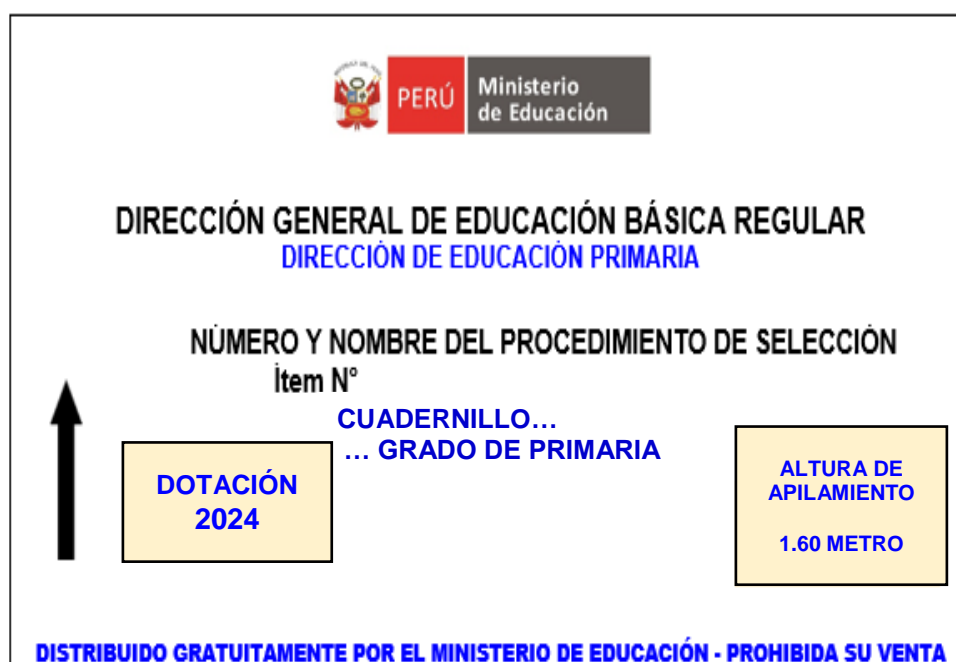 PERÚ
Ministerio
de Educación
DIRECCIÓN GENERAL DE EDUCACIÓN BÁSICA REGULAR
DIRECCIÓN DE EDUCACIÓN PRIMARIA
NÚMERO Y NOMBRE DEL PROCEDIMIENTO DE SELECCIÓN
Ítem N°
CUADERNILLO…
… GRADO DE PRIMARIA
DOTACIÓN
2024
ALTURA DE
APILAMIENTO
1.60 METRO
DISTRIBUIDO GRATUITAMENTE POR EL MINISTERIO DE EDUCACIÓN - PROHIBIDA SU VENTA